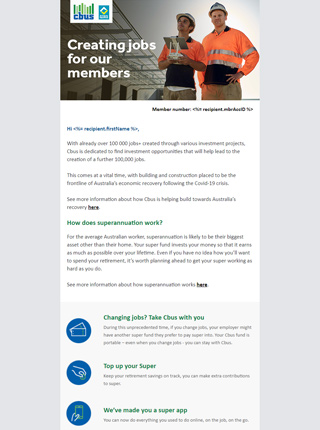 cbus
Creating jobs
for our
members
Member number: <%= recipient.mbrAccID %>
Hi <%= recipient.firstName %>,
With already over 100 000 jobs+ created through various investment projects,
Cbus is dedicated to find investment opportunities that will help lead to the
creation of a further 100,000 jobs.
This comes at a vital time, with building and construction placed to be the
frontline of Australia's economic recovery following the Covid-19 crisis.
See more information about how Cbus is helping build towards Australia's
recovery here.
How does superannuation work?
For the average Australian worker, superannuation is likely to be their biggest
asset other than their home. Your super fund invests your money so that it earns
as much as possible over your lifetime. Even if you have no idea how you'll want
to spend your retirement, it's worth planning ahead to get your super working as
hard as you do.
See more information about how superannuation works here.
Changing jobs? Take Cbus with you
During this unprecedented time, if you change jobs, your employer might
have another super fund they prefer to pay super into. Your Cbus fund is
portable – even when you change jobs - you can stay with Cbus.
Top up your Super
Keep your retirement savings on track, you can make extra contributions
to super.
We've made you a super app
You can now do everything you used to do online, on the job, on the go.